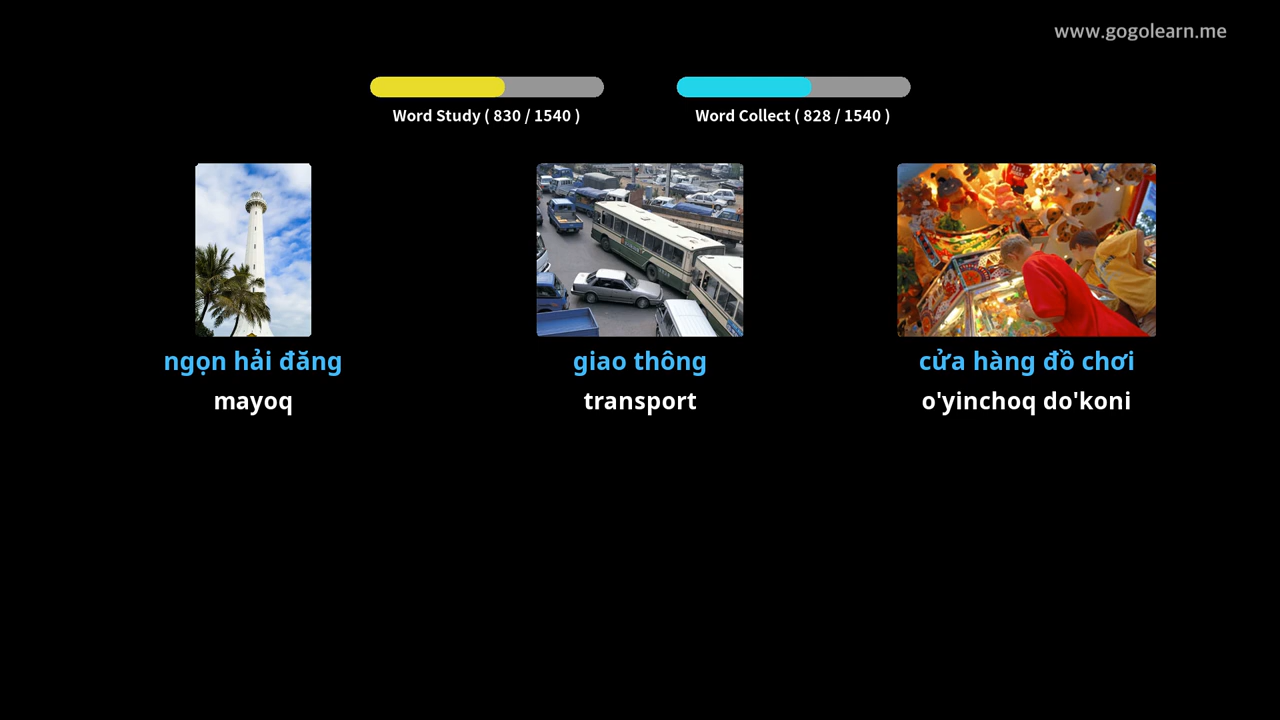 www.gogolearn.me
Word Study ( 830 / 1540 )
Word Collect ( 828 / 1540 )
ngọn hải đăng
mayoq
giao thông
transport
cửa hàng đồ chơi
o'yinchoq do'koni